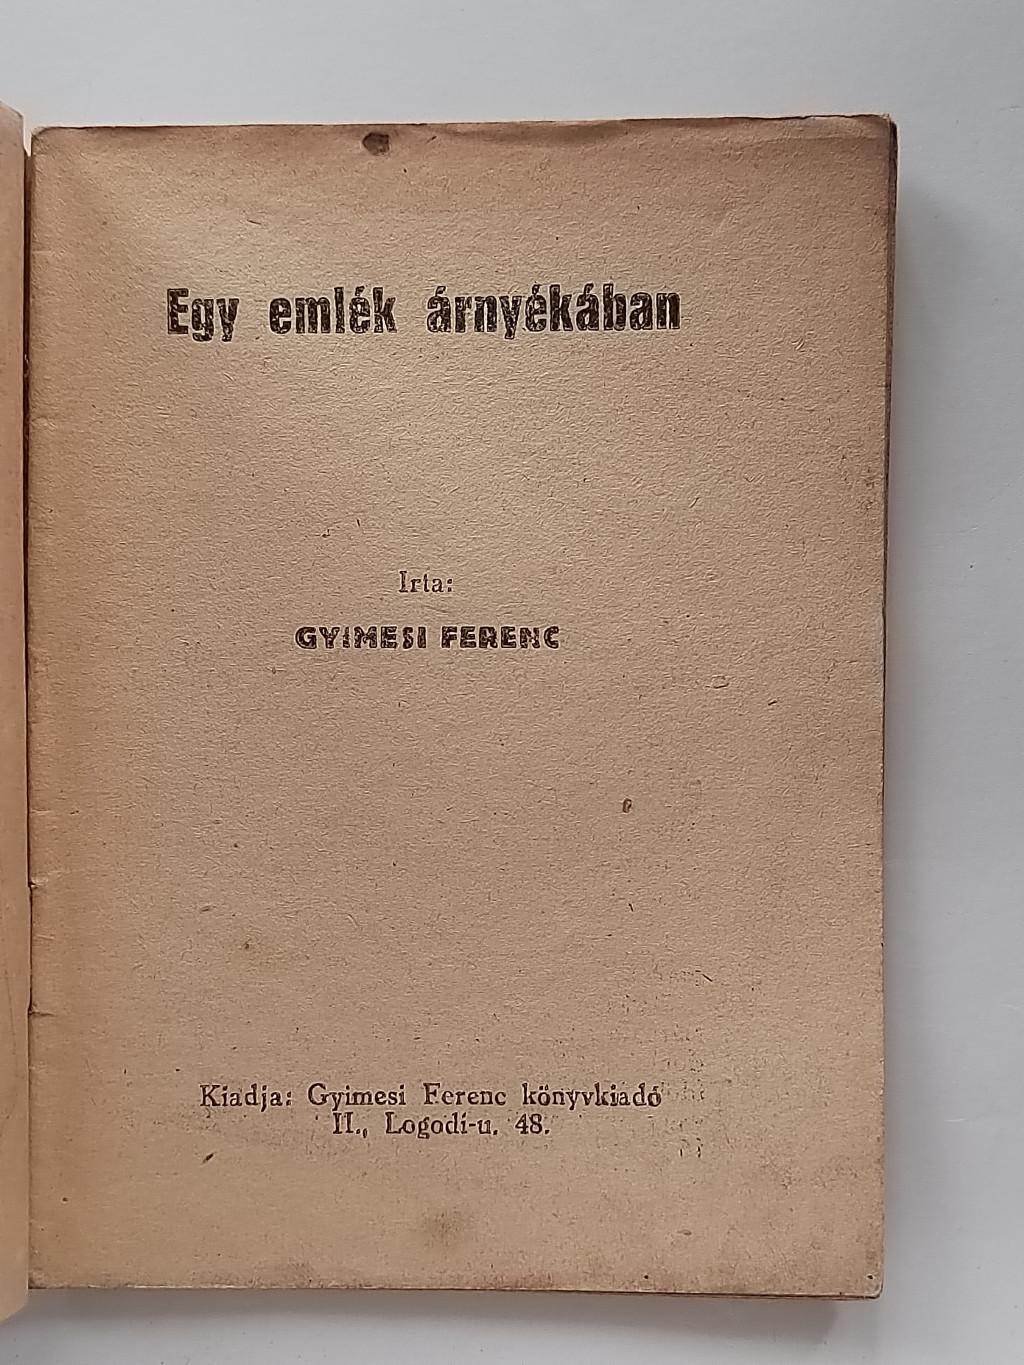 Egy emlék árnyékában
Irta:
GYIMESI FERENC
Kiadja: Gyimesi Ferenc könyvkiadó
II., Logodi-u. 48.